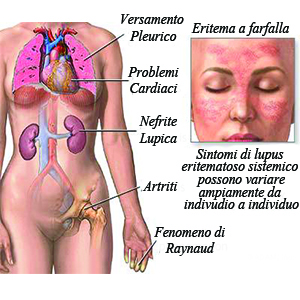 Versamento
Pleurico
Eritema a farfalla
Problemi
Cardiaci
Nefrite
Lupica
Sintomi di lupus
eritematoso sistemico
possono variare
ampiamente da
indivudio a individuo
Artriti
Fenomeno di
Raynaud